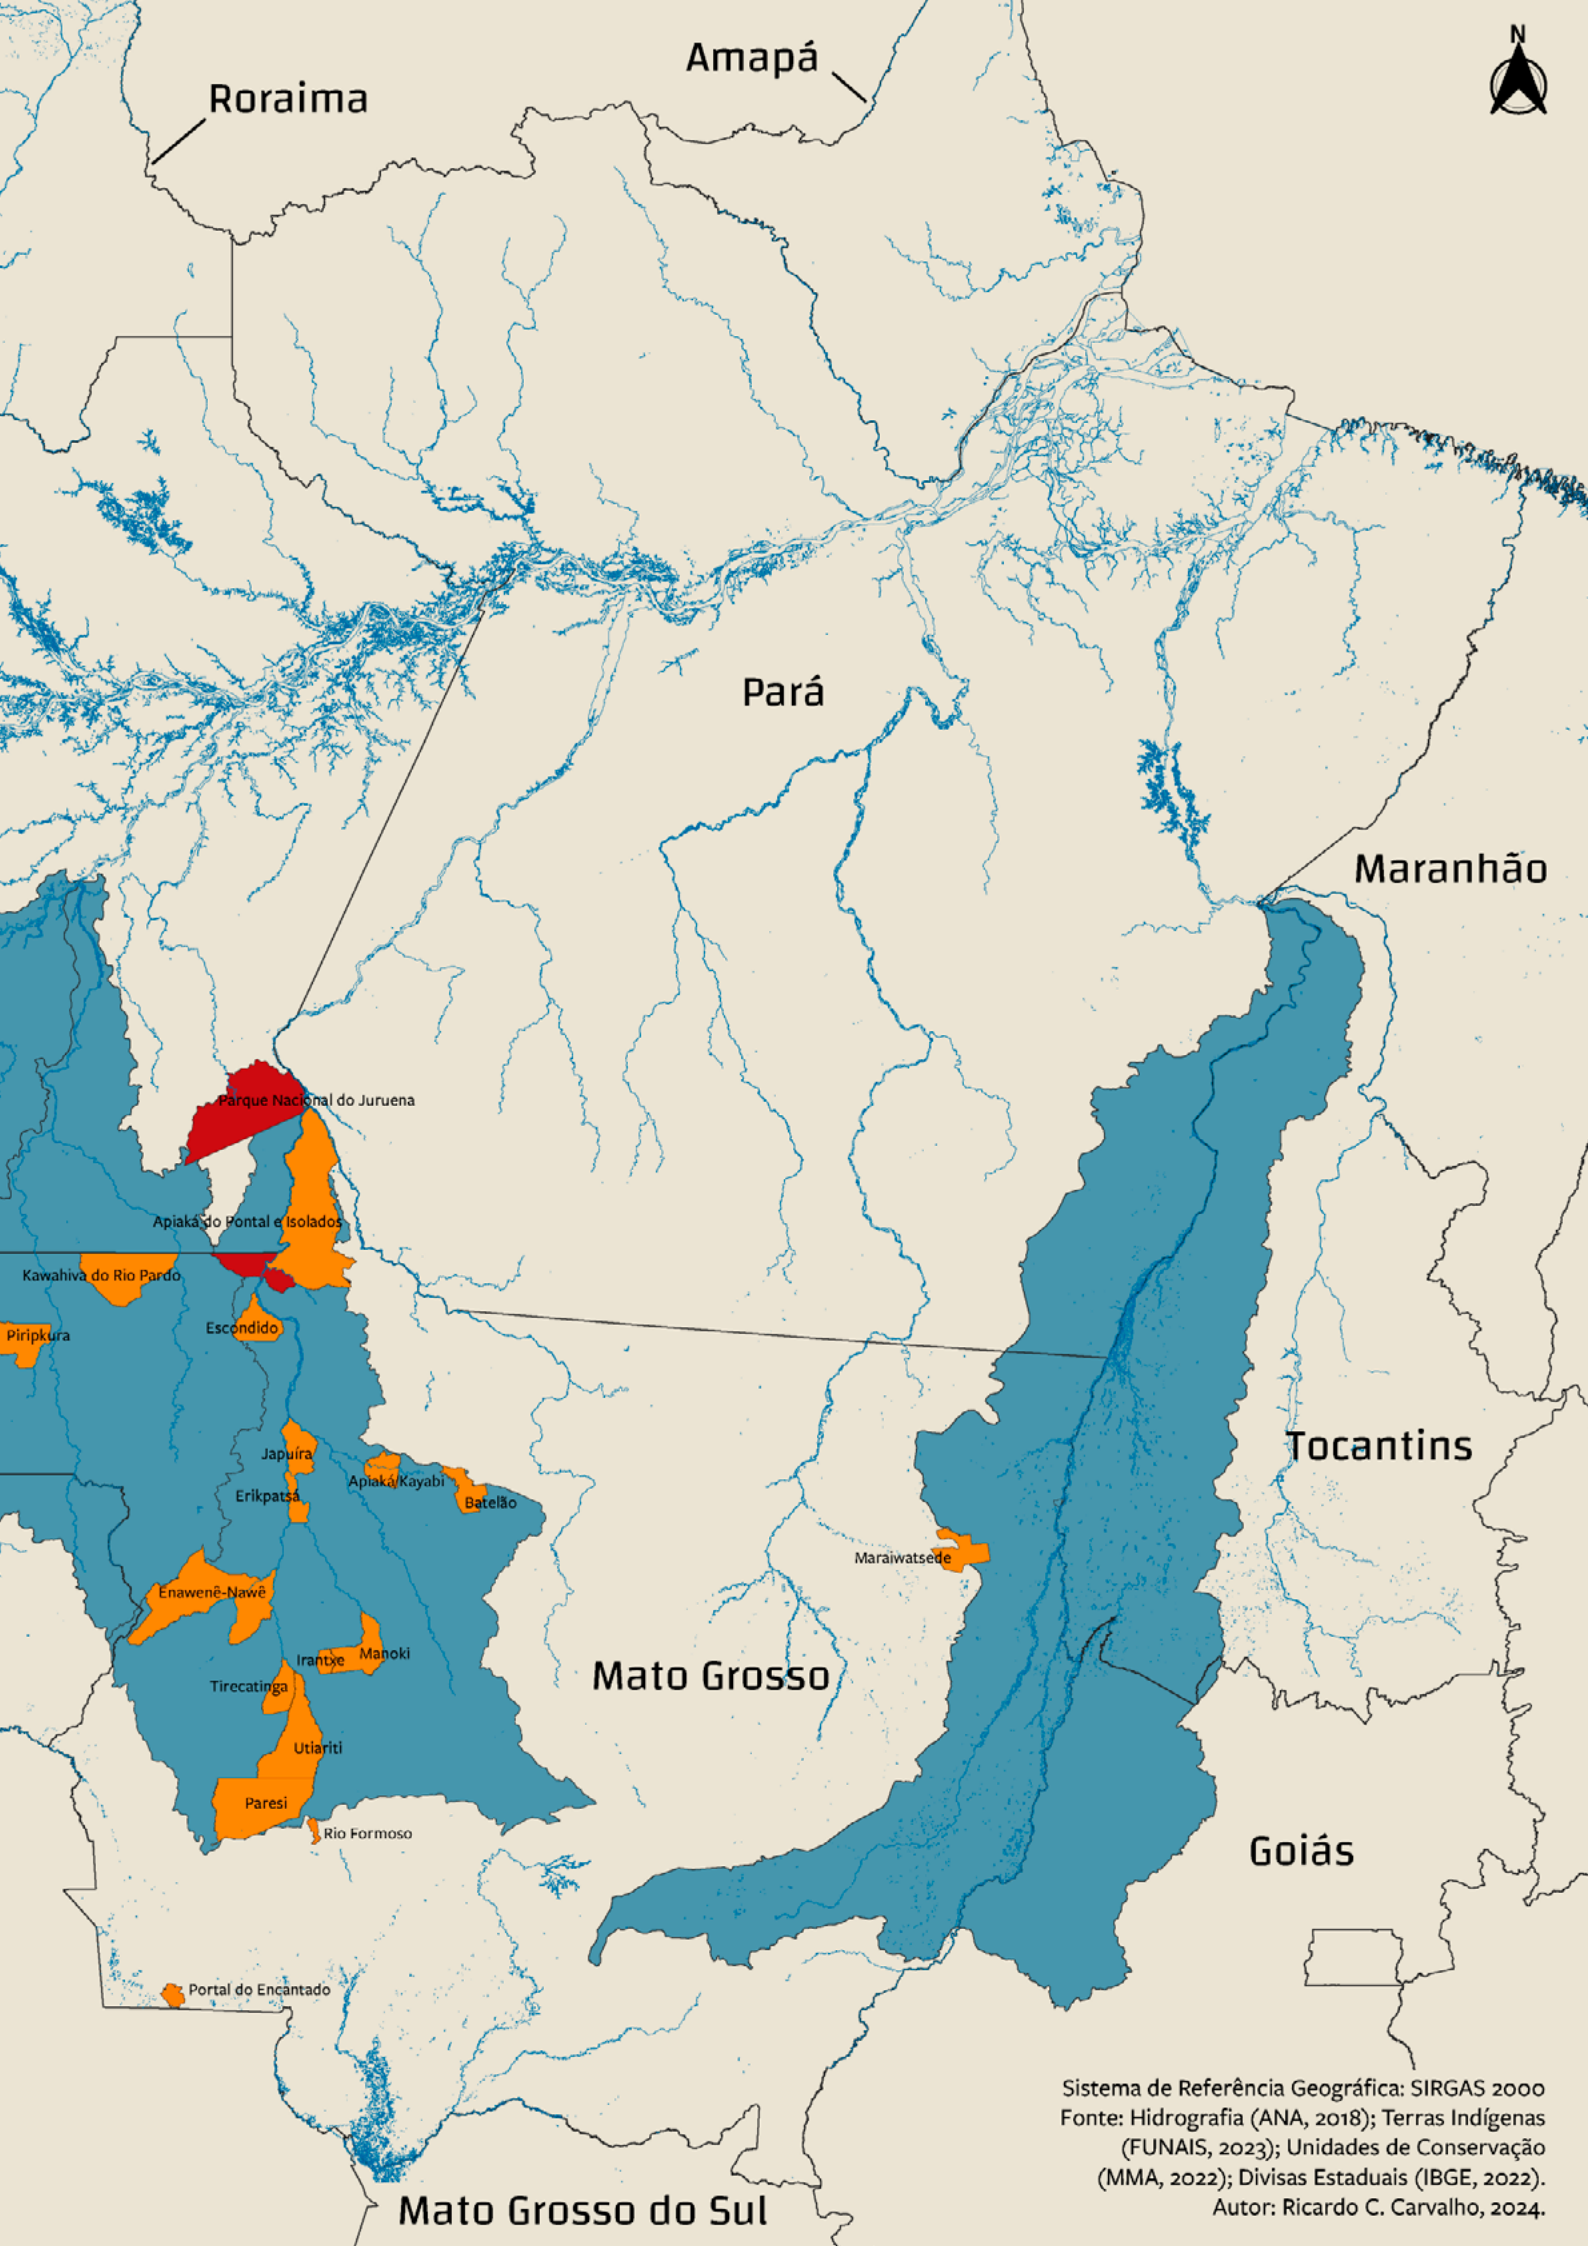 N
Amapá
Roraima
Pará
Maranhão
Parque Nacional do Juruena
Apiaká do Pontal e Isolados
Kawahiva do Rio Pardo
Escondido
Piripkura
Tocantins
Japuíra
Apiaká/Kayabi
Erikpatsá
Batelão
Maraiwatsede
Enawenê-Nawê
Manoki
Irantxe
Mato Grosso
Tirecatinga
Utiariti
Paresi
Rio Formoso
Goiás
Portal do Encantado
Sistema de Referência Geográfica: SIRGAS 2000
Fonte: Hidrografia (ANA, 2018); Terras Indígenas
(FUNAIS, 2023); Unidades de Conservação
(MMA, 2022); Divisas Estaduais (IBGE, 2022).
Autor: Ricardo C. Carvalho, 2024.
Mato Grosso do Sul